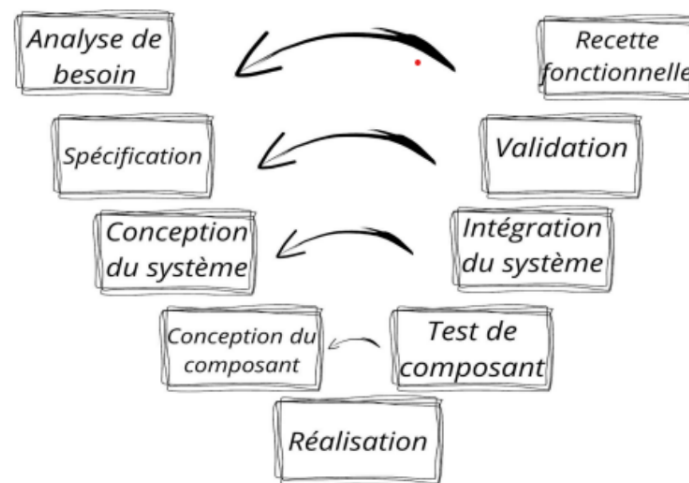 Analyse de
besoin
Recette
fonctionnelle
Spécification
Validation
Conception
du système
Intégration
du système
Conception du
composant
Test de
composant
Réalisation